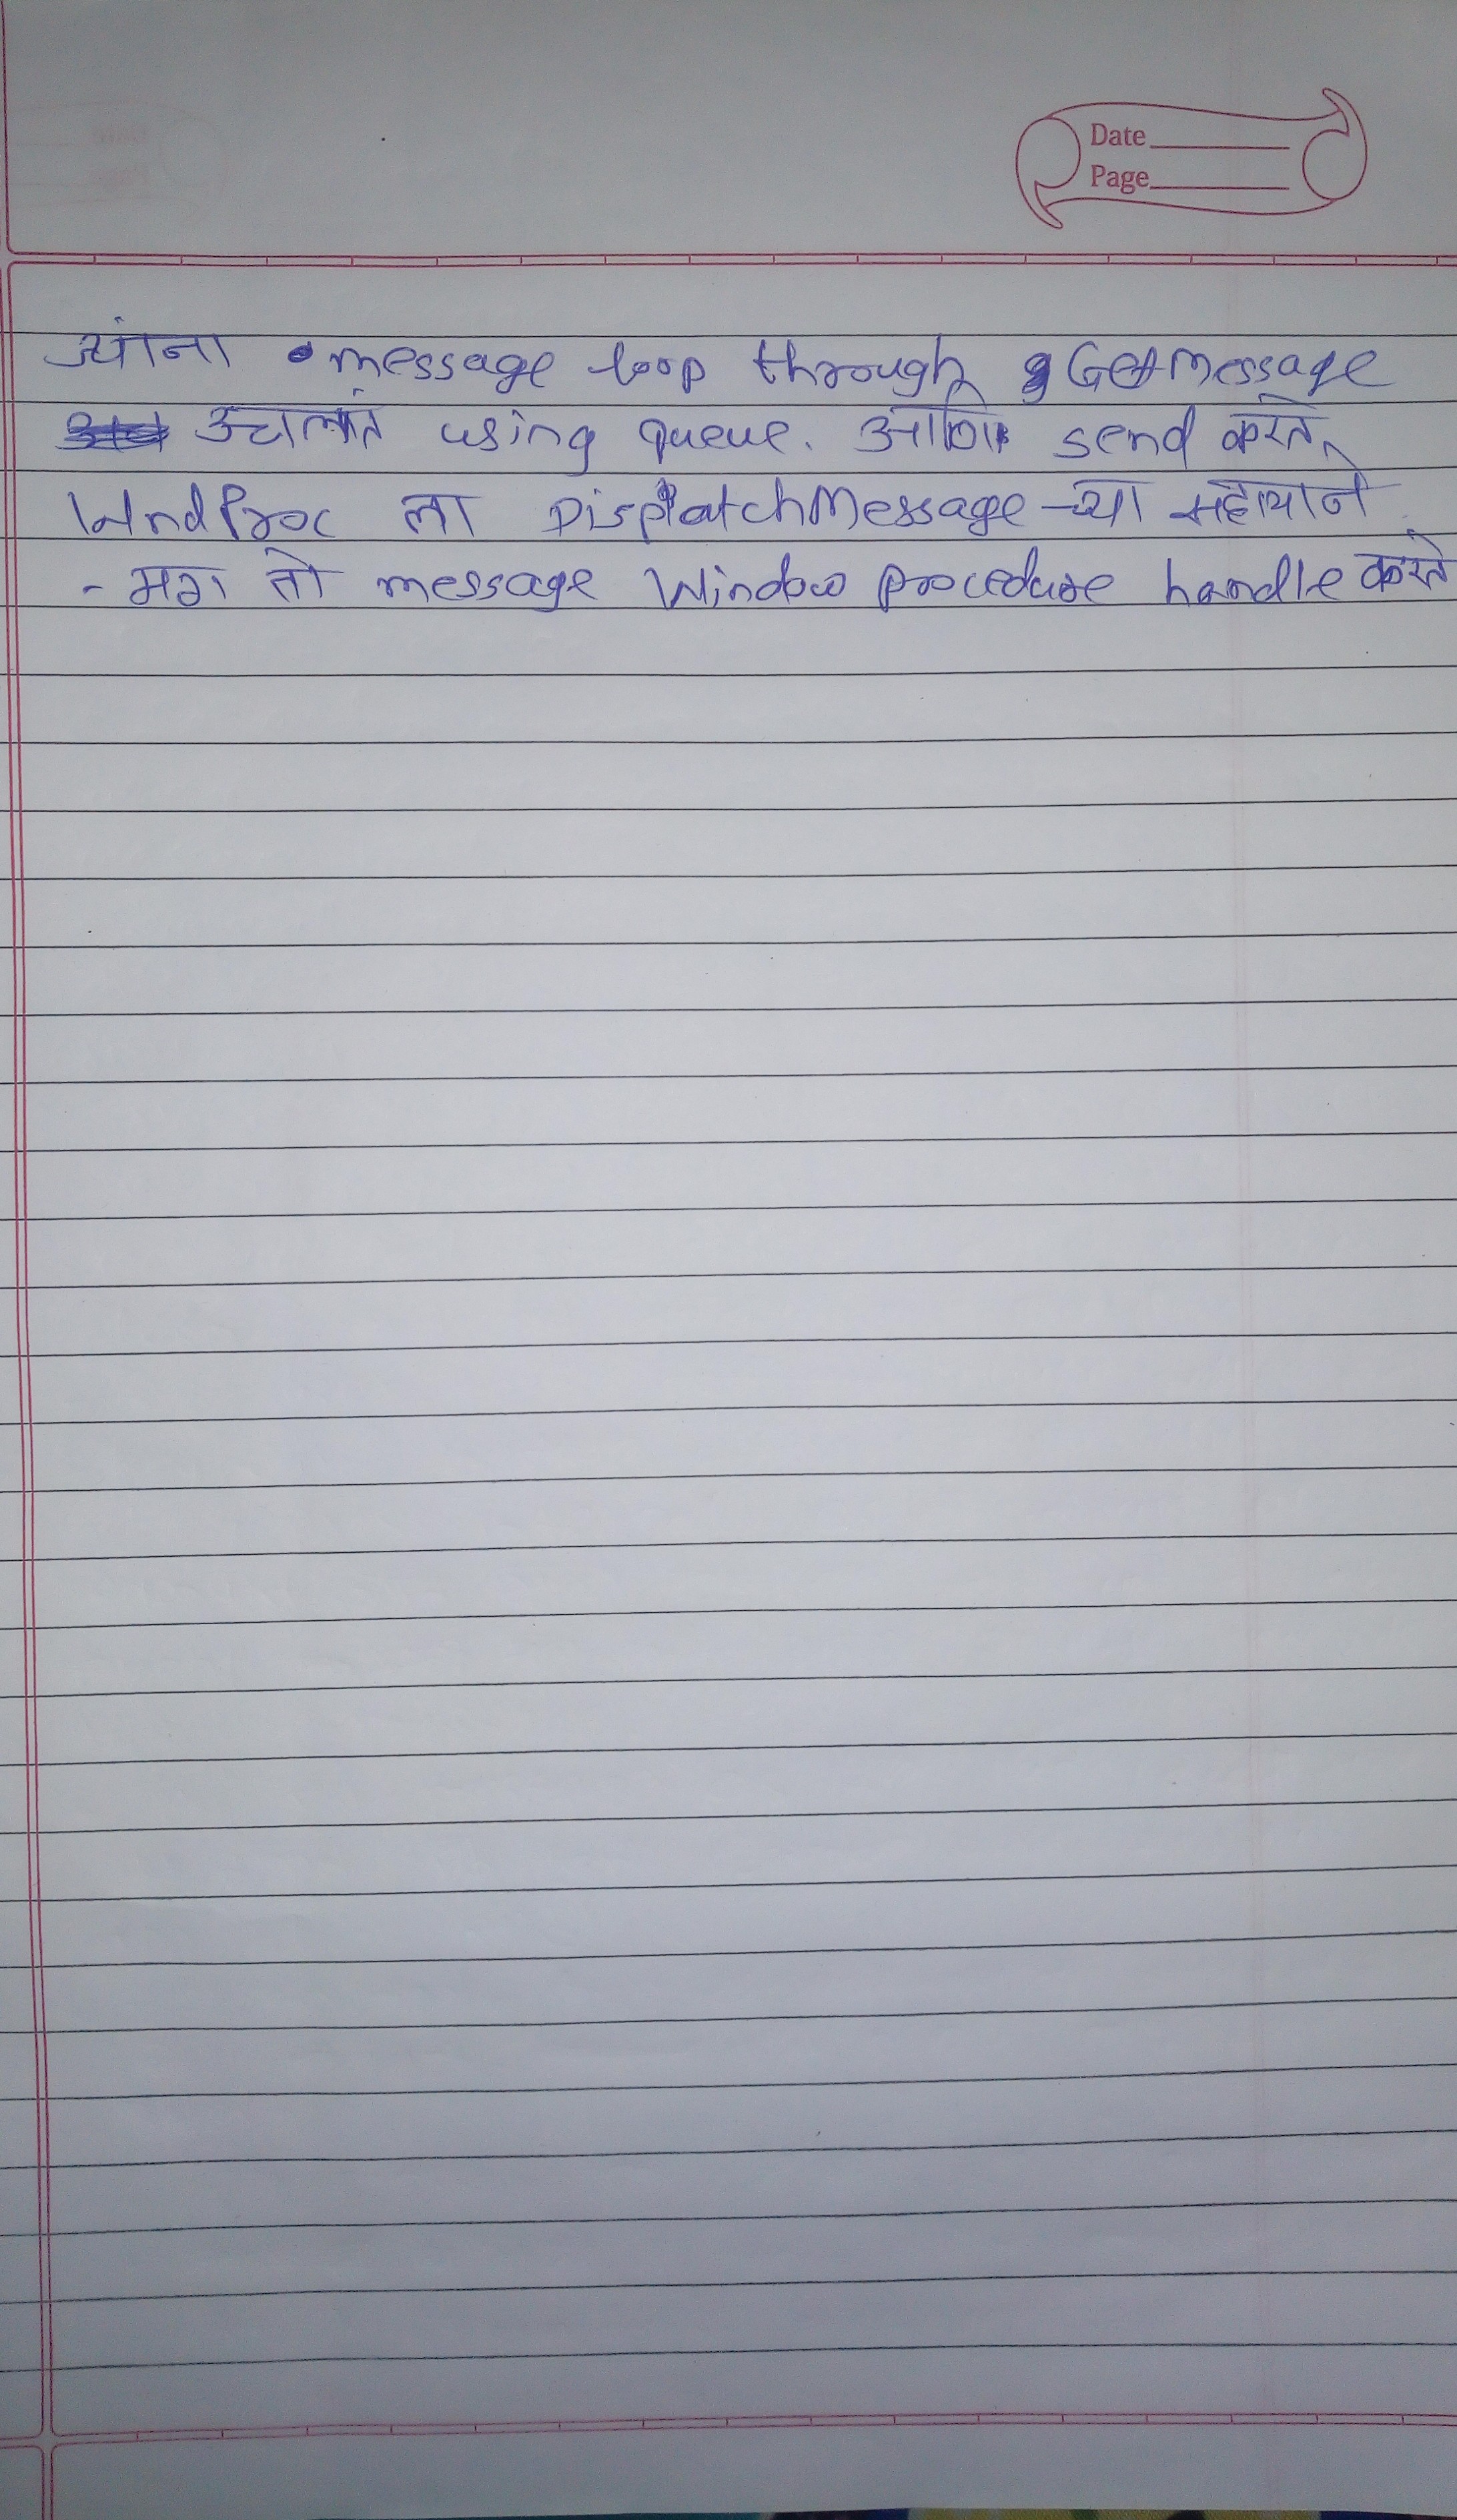 Date
Page
ज्यांना message loop through GetMessage
उचलतं using queue. आणि send करते
WndProc ला DispatchMessage-च्या सहायाने
- मग तो message Window procedure handle करते